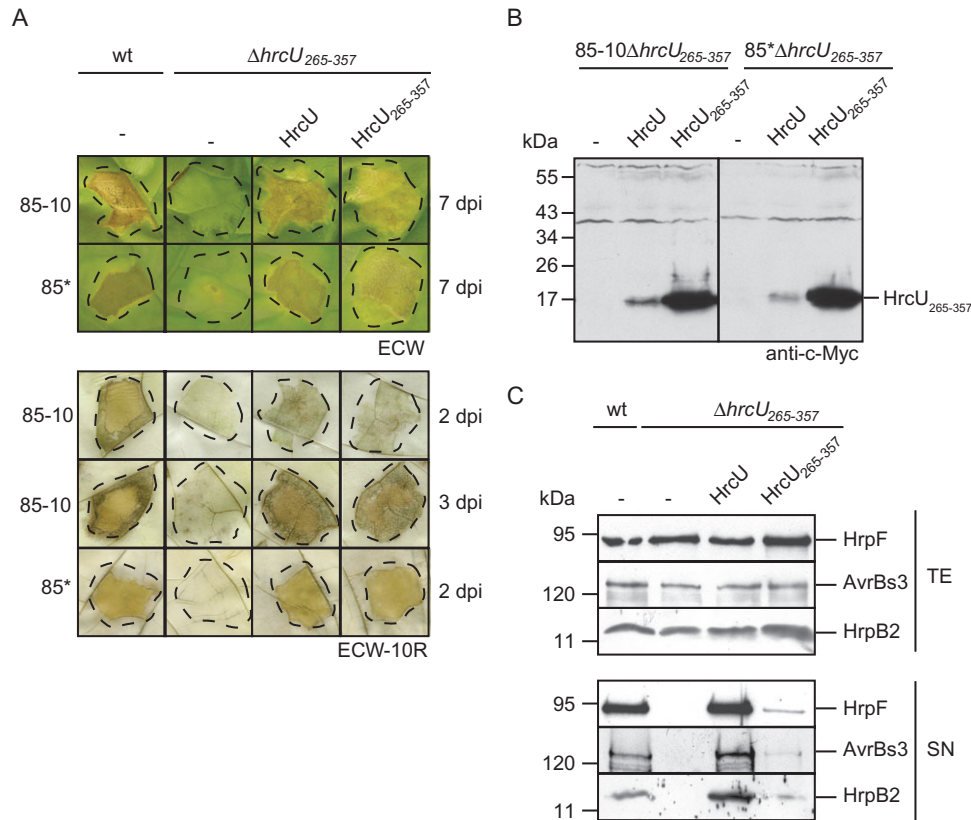 A
wt
ΔhrcU265-357
-
-
HrcU
HrcU265-357
85-10
7 dpi
85*
7 dpi
ECW
85-10
2 dpi
85-10
3 dpi
85*
2 dpi
ECW-10R
B
85-10ΔhrcU265-357
85*ΔhrcU265-357
kDa
-
HrcU
HrcU265-357
-
HrcU
HrcU265-357
55
43
34
26
17
HrcU265-357
anti-c-Myc
C
wt
ΔhrcU265-357
kDa
-
-
HrcU
HrcU265-357
95
HrpF
120
AvrBs3
11
HrpB2
TE
95
HrpF
120
AvrBs3
11
HrpB2
SN